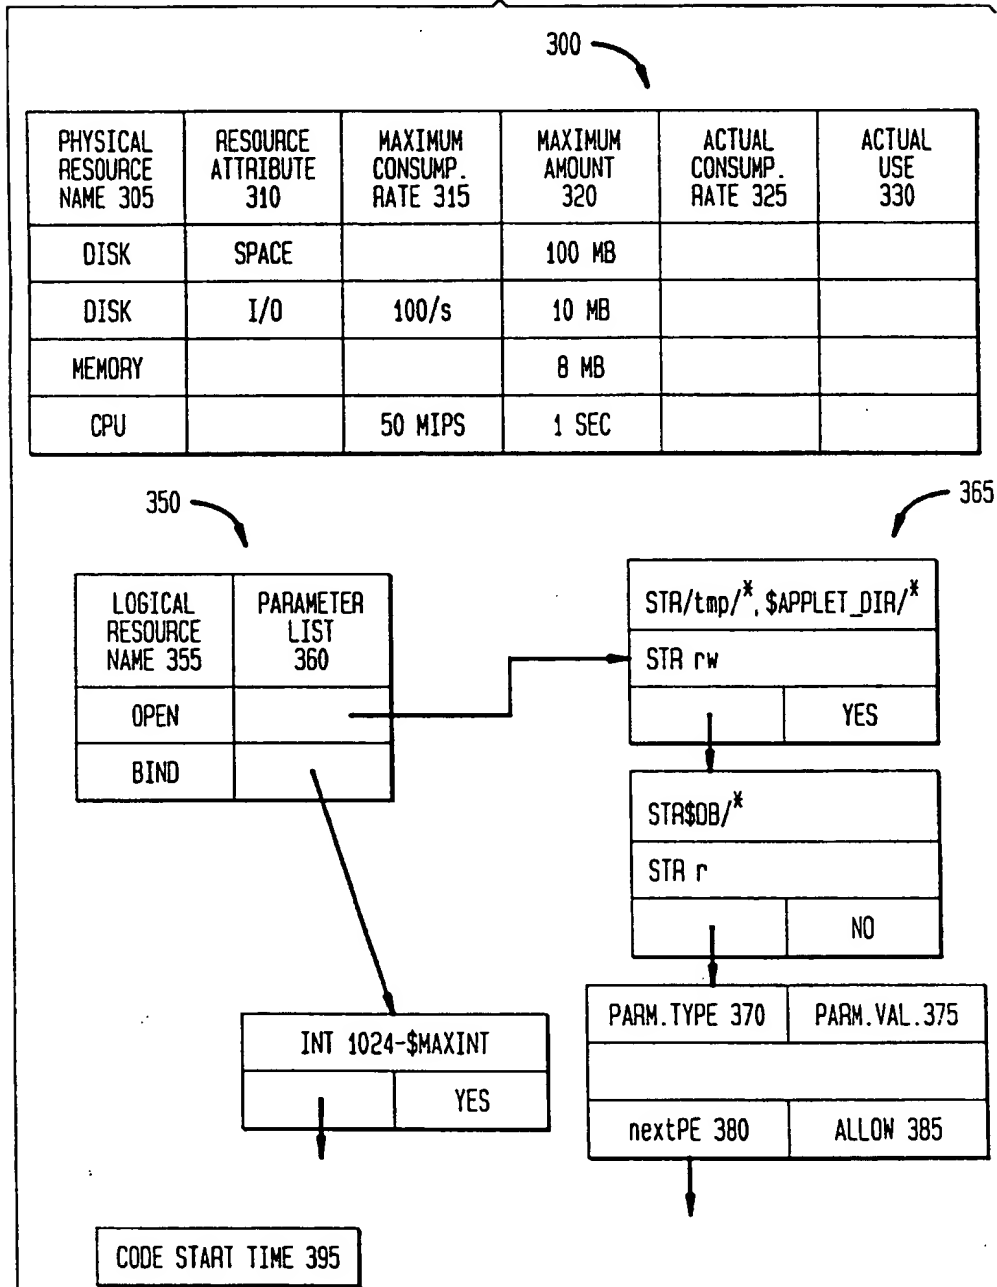 300
PHYSICAL RESOURCE NAME 305 RESOURCE ATTRIBUTE 310 MAXIMUM CONSUMP. RATE 315 MAXIMUM AMOUNT 320 ACTUAL CONSUMP. RATE 325 ACTUAL USE 330
DISK SPACE 100 MB
DISK I/O 100/s 10 MB
MEMORY 8 MB
CPU 50 MIPS 1 SEC
350
365
LOGICAL RESOURCE NAME 355 PARAMETER LIST 360
OPEN
BIND
STR/tmp/*, $APPLET_DIR/*
STR rw
YES
STR$DB/*
STR r
NO
PARM.TYPE 370 PARM.VAL.375
nextPE 380 ALLOW 385
INT 1024-$MAXINT
YES
CODE START TIME 395